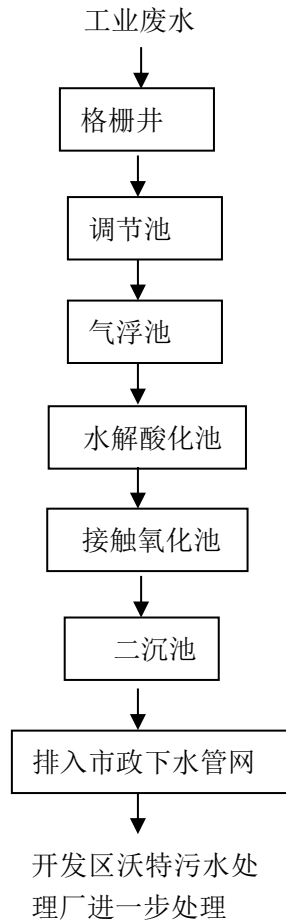 工业废水
格栅井
调节池
气浮池
水解酸化池
接触氧化池
二沉池
排入市政下水管网
开发区沃特污水处
理厂进一步处理